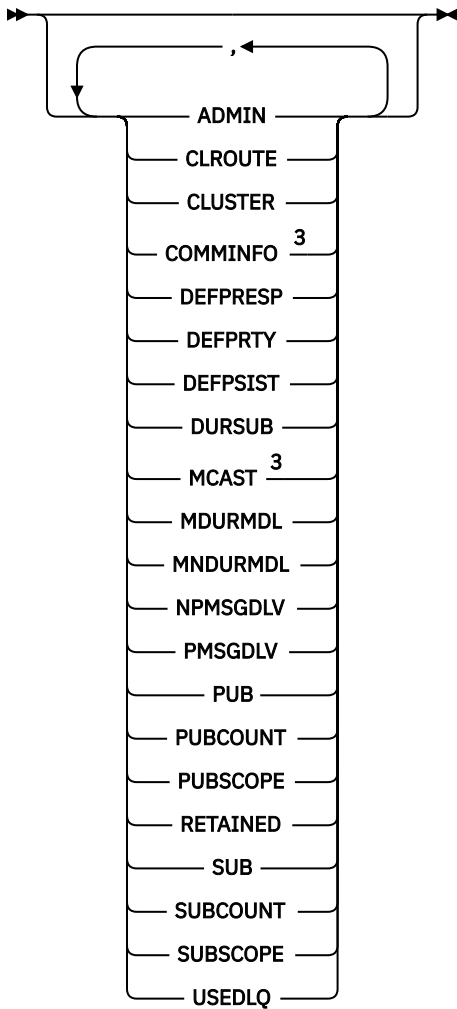 ,
ADMIN
CLROUTE
CLUSTER
COMMINFO 3
DEFPRESP
DEFPRTY
DEFPSIST
DURSUB
MCAST 3
MDURMDL
MNDURMDL
NPMSGDLV
PMSGDLV
PUB
PUBCOUNT
PUBSCOPE
RETAINED
SUB
SUBCOUNT
SUBSCOPE
USEDLQ